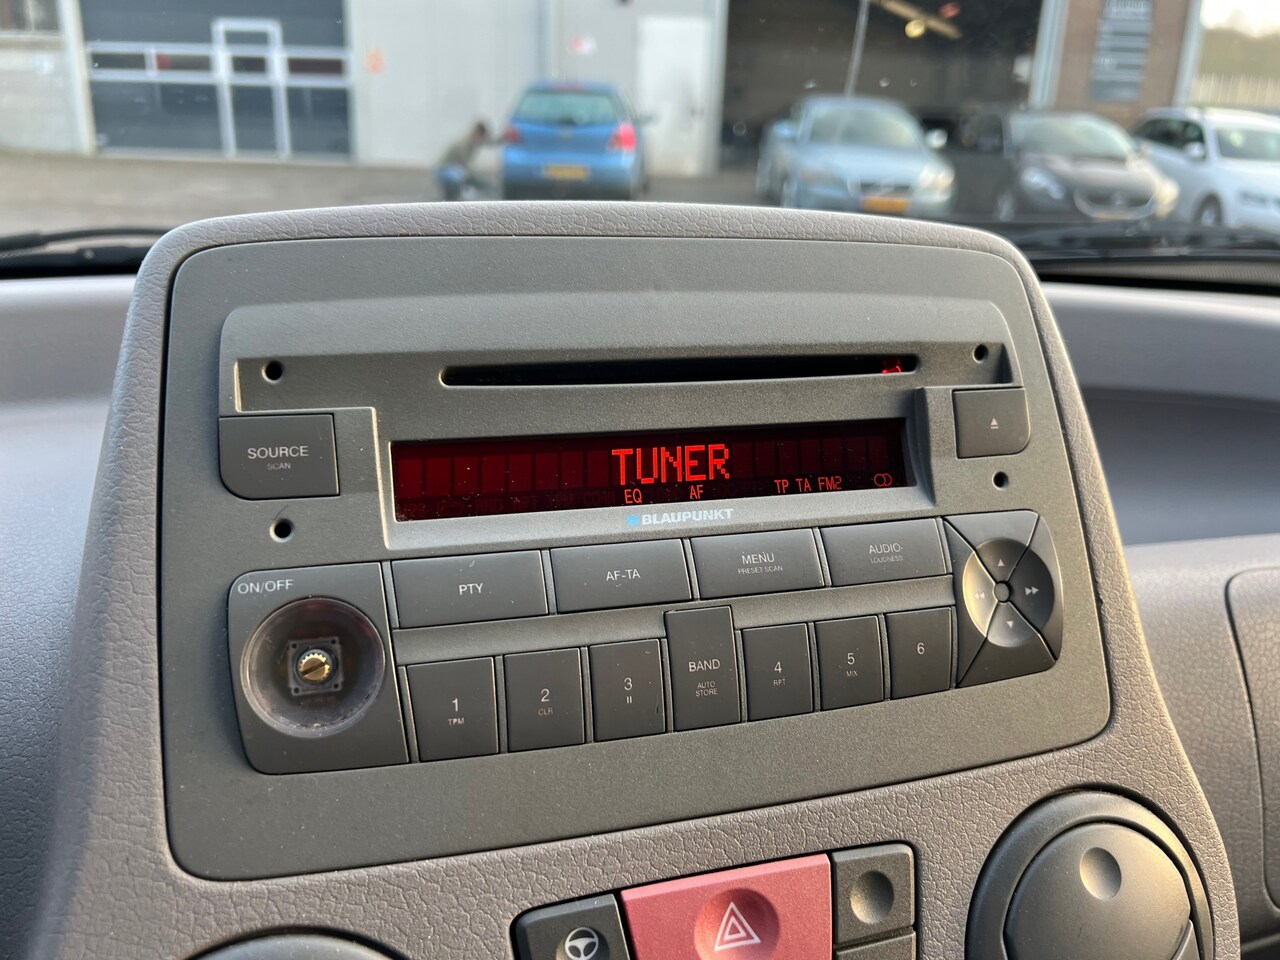 SOURCE
SCAN
TUNER
EQ AF TP TA FM2
BLAUPUNKT
ON/OFF
PTY
AF-TA
MENU
PRESET SCAN
AUDIO
LOUDNESS
1
TPM
2
CLR
3
BAND
AUTO
STORE
4
RPT
5
MIX
6